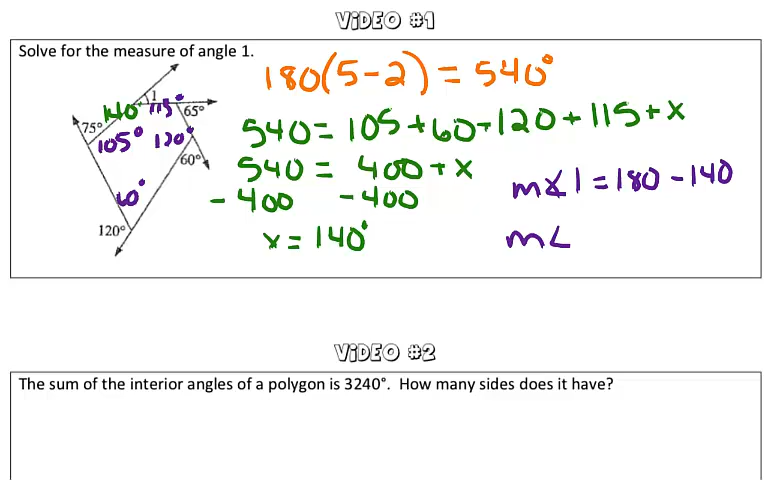 ViDEO #1
Solve for the measure of angle 1.
180(5-2) = 540°
140° 1 115° 65°
75° 105° 120°
60°
60°
120°
540 = 105+60+120+115+x
540 = 400+x
-400 -400
x = 140°
m∡1 = 180-140
m<
ViDEO #2
The sum of the interior angles of a polygon is 3240°. How many sides does it have?